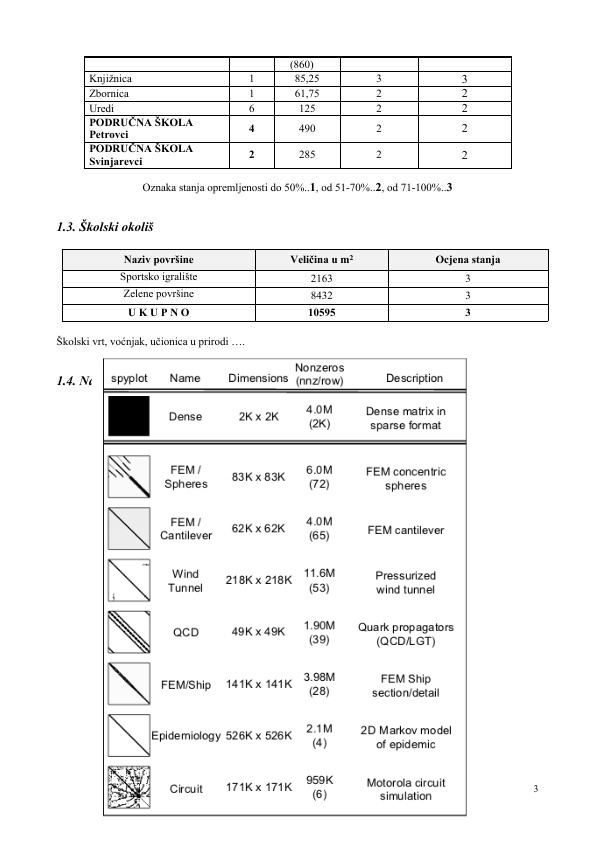 (860)
Knjižnica 1 85,25 3 3
Zbornica 1 61,75 2 2
Uredi 6 125 2 2
PODRUČNA ŠKOLA
Petrovci 4 490 2 2
PODRUČNA ŠKOLA
Svinjarevci 2 285 2 2
Oznaka stanja opremljenosti do 50%..1, od 51-70%..2, od 71-100%..3
1.3. Školski okoliš
Naziv površine Veličina u m² Ocjena stanja
Sportsko igralište 2163 3
Zelene površine 8432 3
U K U P N O 10595 3
Školski vrt, voćnjak, učionica u prirodi ….
1.4.
spyplot Name Dimensions Nonzeros (nnz/row) Description
Dense 2K x 2K 4.0M (2K) Dense matrix in sparse format
FEM / Spheres 83K x 83K 6.0M (72) FEM concentric spheres
FEM / Cantilever 62K x 62K 4.0M (65) FEM cantilever
Wind Tunnel 218K x 218K 11.6M (53) Pressurized wind tunnel
QCD 49K x 49K 1.90M (39) Quark propagators (QCD/LGT)
FEM/Ship 141K x 141K 3.98M (28) FEM Ship section/detail
Epidemiology 526K x 526K 2.1M (4) 2D Markov model of epidemic
Circuit 171K x 171K 959K (6) Motorola circuit simulation
3